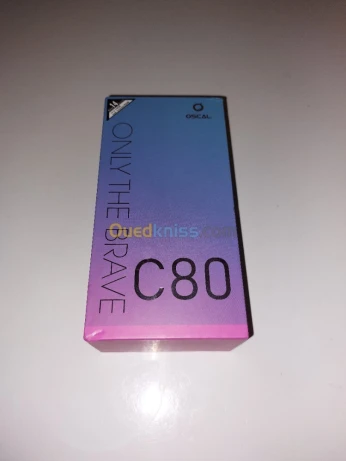 OSCAL
ONLY THE BRAVE
Ouedkniss
C80